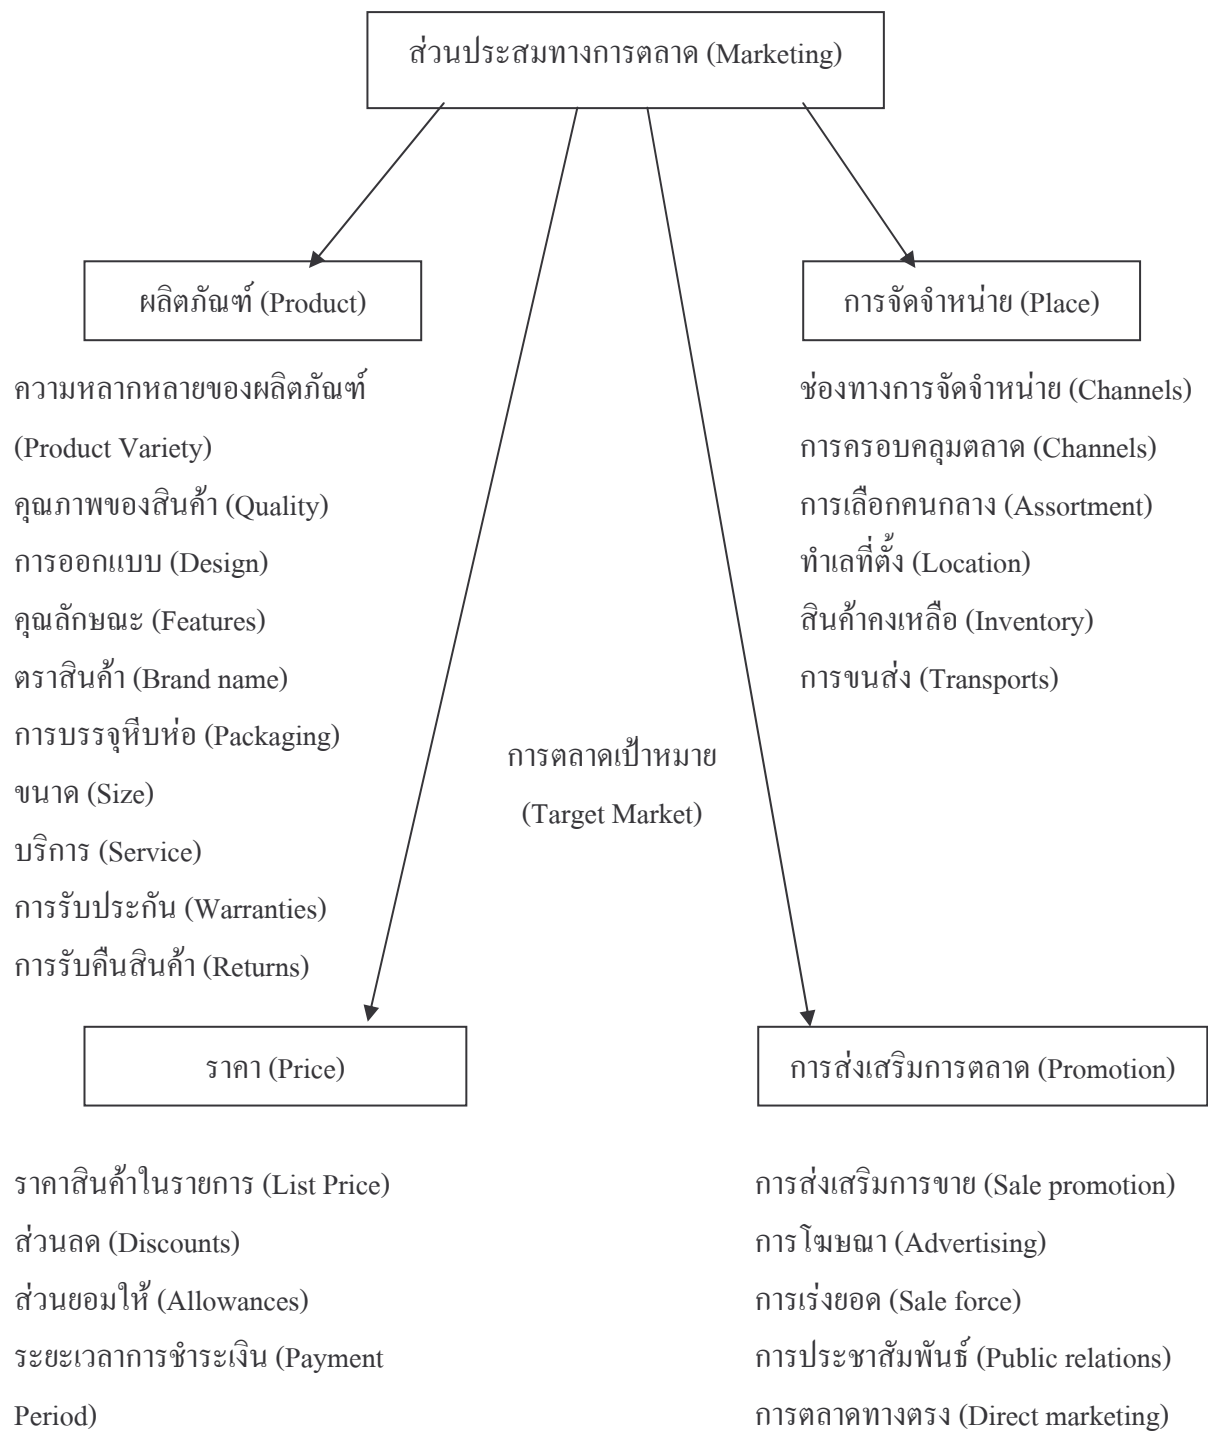 ส่วนประสมทางการตลาด (Marketing)
ผลิตภัณฑ์ (Product)
ความหลากหลายของผลิตภัณฑ์
(Product Variety)
คุณภาพของสินค้า (Quality)
การออกแบบ (Design)
คุณลักษณะ (Features)
ตราสินค้า (Brand name)
การบรรจุหีบห่อ (Packaging)
ขนาด (Size)
บริการ (Service)
การรับประกัน (Warranties)
การรับคืนสินค้า (Returns)
การจัดจำหน่าย (Place)
ช่องทางการจัดจำหน่าย (Channels)
การครอบคลุมตลาด (Channels)
การเลือกคนกลาง (Assortment)
ทำเลที่ตั้ง (Location)
สินค้าคงเหลือ (Inventory)
การขนส่ง (Transports)
การตลาดเป้าหมาย
(Target Market)
ราคา (Price)
ราคาสินค้าในรายการ (List Price)
ส่วนลด (Discounts)
ส่วนยอมให้ (Allowances)
ระยะเวลาการชำระเงิน (Payment
Period)
การส่งเสริมการตลาด (Promotion)
การส่งเสริมการขาย (Sale promotion)
การโฆษณา (Advertising)
การเร่งยอด (Sale force)
การประชาสัมพันธ์ (Public relations)
การตลาดทางตรง (Direct marketing)